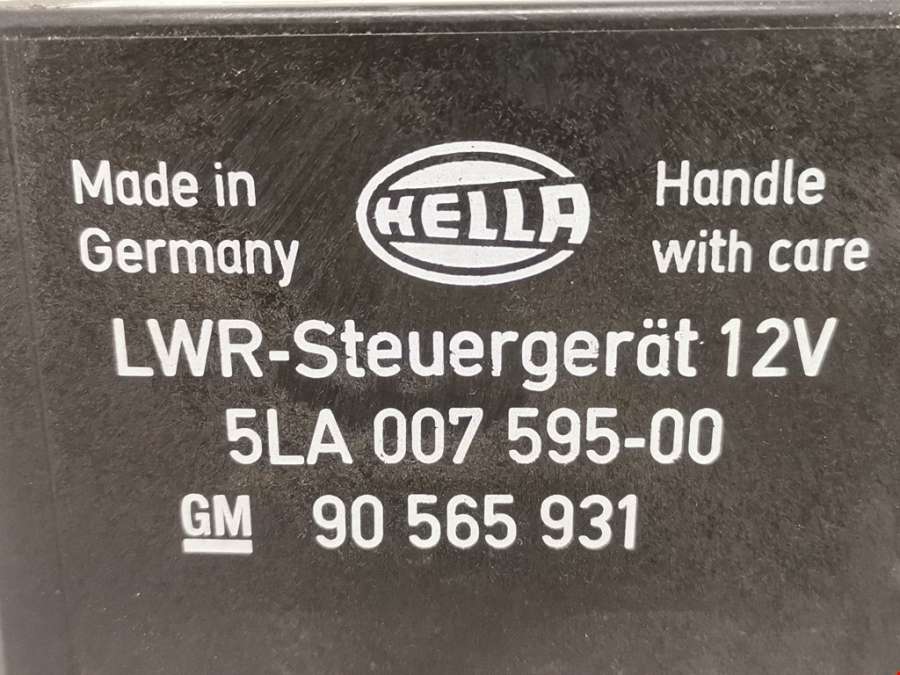 Made in
Germany
HELLA
Handle
with care
LWR-Steuergerät 12V
5LA 007 595-00
GM 90 565 931